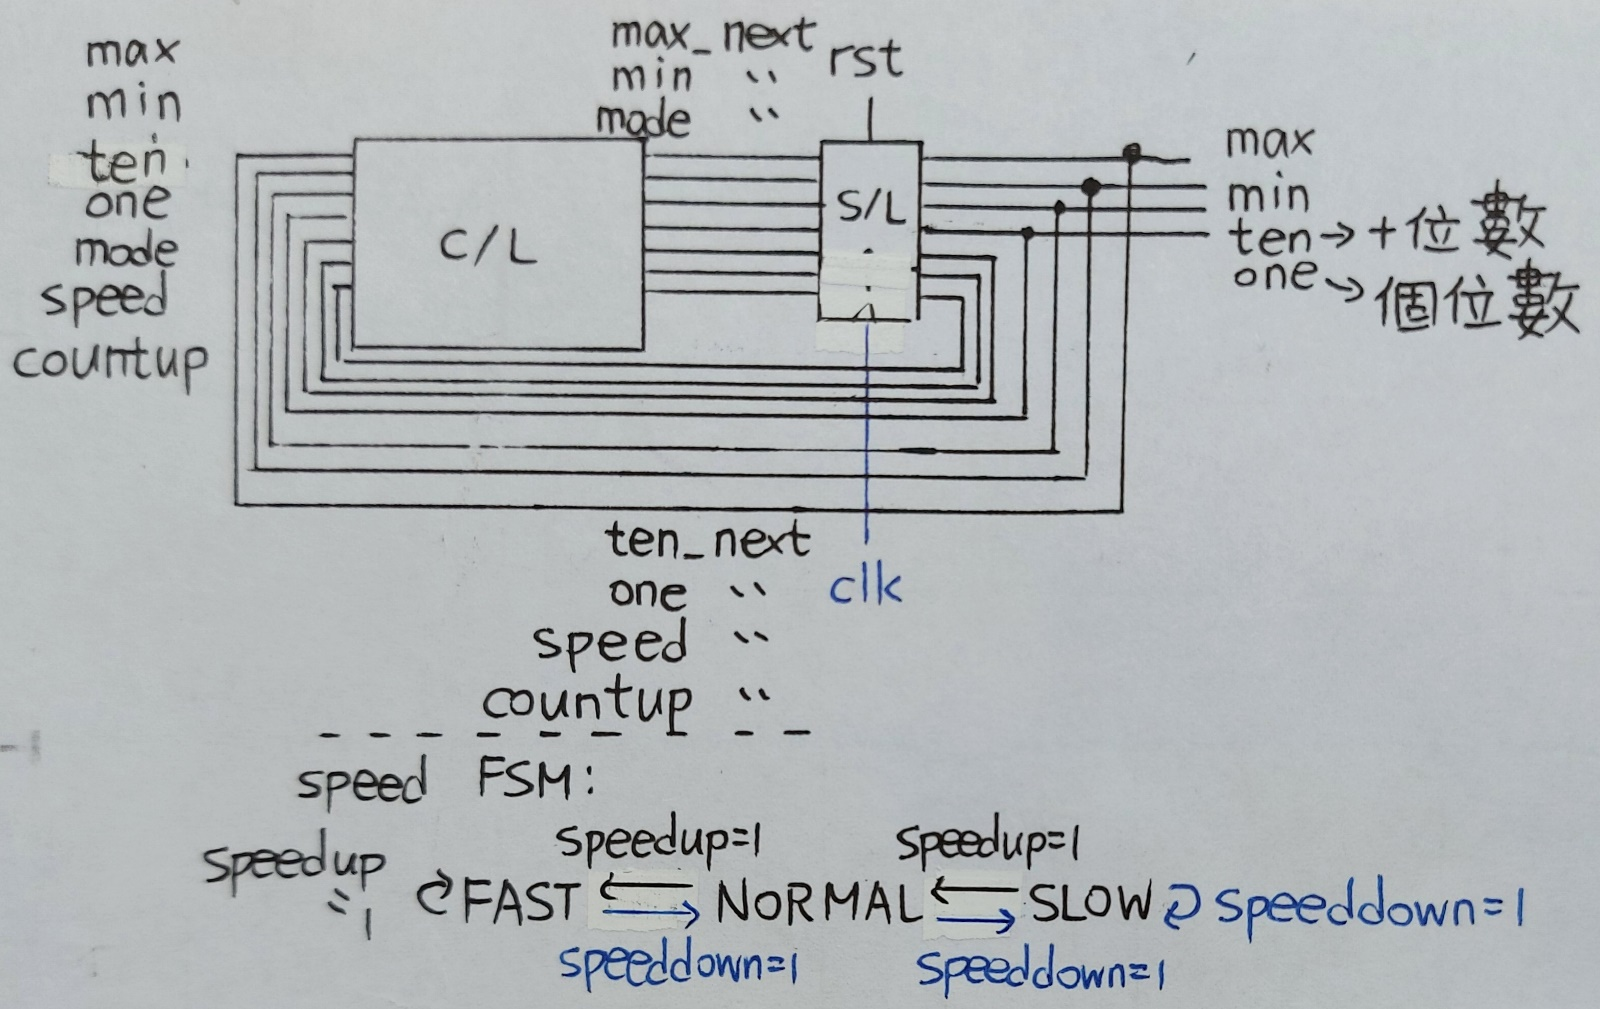 max
min
ten
one
mode
speed
countup
max_next
min "
mode "
rst
C/L
S/L
max
min
ten→十位數
one→個位數
ten_next
one "
speed "
countup "
clk
speed FSM:
speedup=1 speedup=1
speedup=1 FAST NORMAL SLOW speeddown=1
speeddown=1 speeddown=1